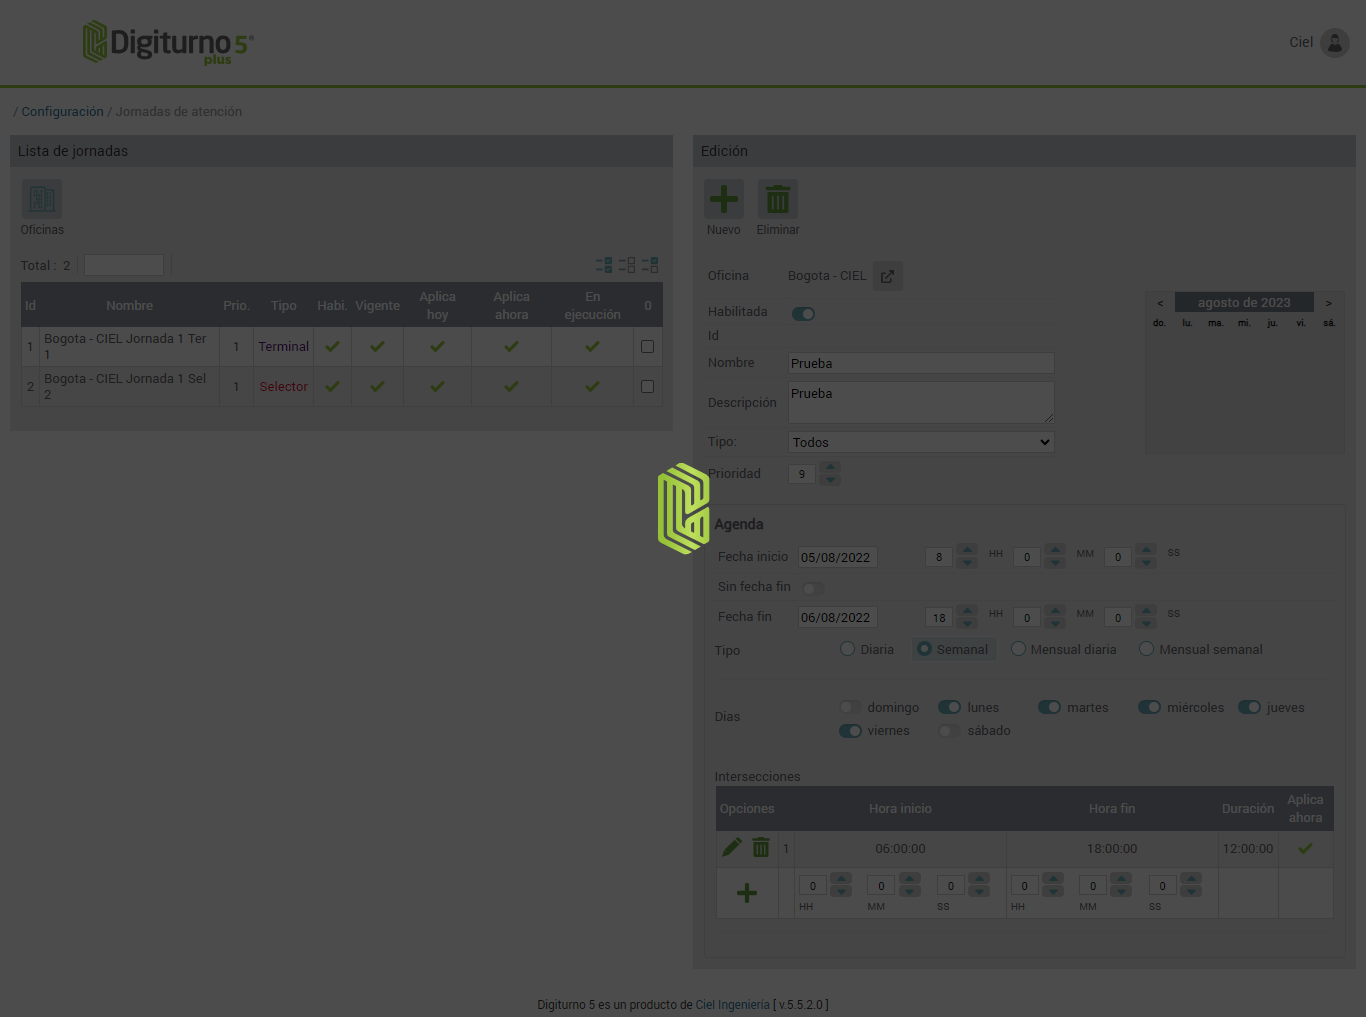 Digiturno 5®
plus
Ciel
/ Configuración / Jornadas de atención
Lista de jornadas
Oficinas
Total : 2
Id Nombre Prio. Tipo Habi. Vigente Aplica hoy Aplica ahora En ejecución 0
1 Bogota - CIEL Jornada 1 Ter 1 1 Terminal
2 Bogota - CIEL Jornada 1 Sel 2 1 Selector
Edición
Nuevo Eliminar
Oficina Bogota - CIEL
Habilitada
Id
Nombre Prueba
Descripción Prueba
Tipo: Todos
Prioridad 9
< agosto de 2023 >
do. lu. ma. mi. ju. vi. sá.
Agenda
Fecha inicio 05/08/2022 8 HH 0 MM 0 SS
Sin fecha fin
Fecha fin 06/08/2022 18 HH 0 MM 0 SS
Tipo Diaria Semanal Mensual diaria Mensual semanal
Días domingo lunes martes miércoles jueves
viernes sábado
Intersecciones
Opciones Hora inicio Hora fin Duración Aplica ahora
1 06:00:00 18:00:00 12:00:00
0 0 0 0 0 0
HH MM SS HH MM SS
Digiturno 5 es un producto de Ciel Ingeniería [ v.5.5.2.0 ]